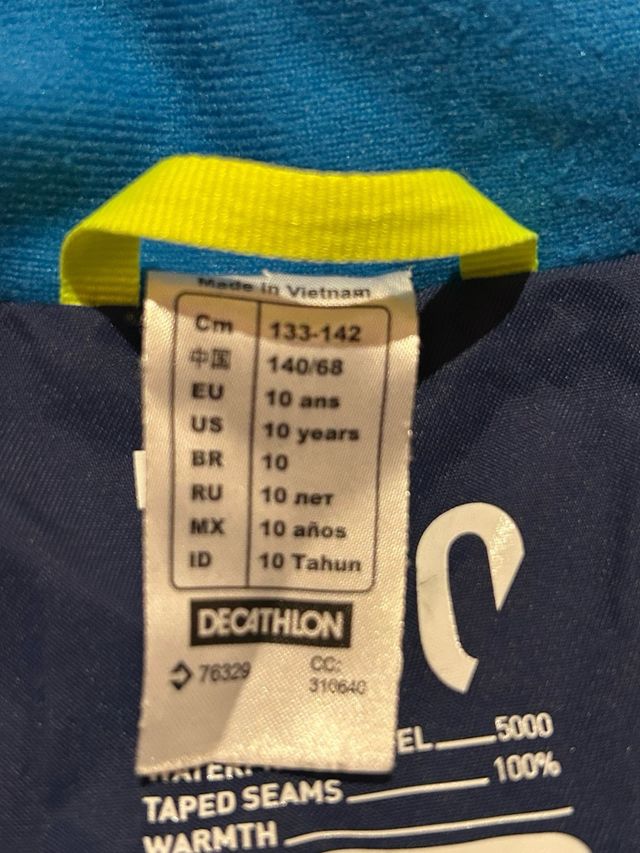 Made in Vietnam
Cm 133-142
中国 140/68
EU 10 ans
US 10 years
BR 10
RU 10 лет
MX 10 años
ID 10 Tahun
DECATHLON
76329 CC:
310640
5000
100%
TAPED SEAMS
WARMTH